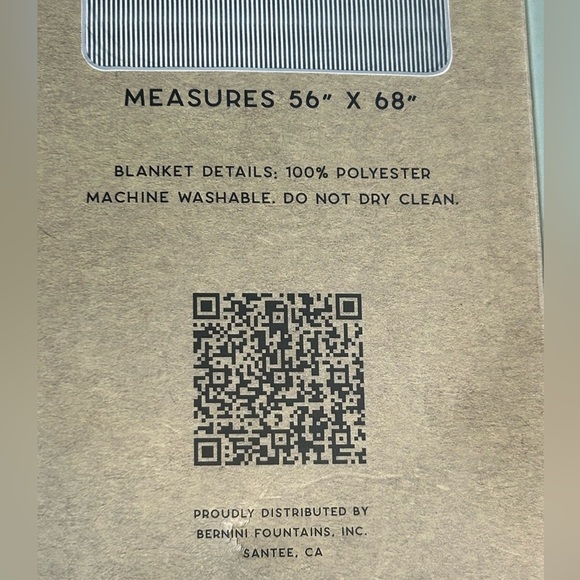 MEASURES 56" X 68"
BLANKET DETAILS: 100% POLYESTER
MACHINE WASHABLE. DO NOT DRY CLEAN.
PROUDLY DISTRIBUTED BY
BERNINI FOUNTAINS, INC.
SANTEE, CA